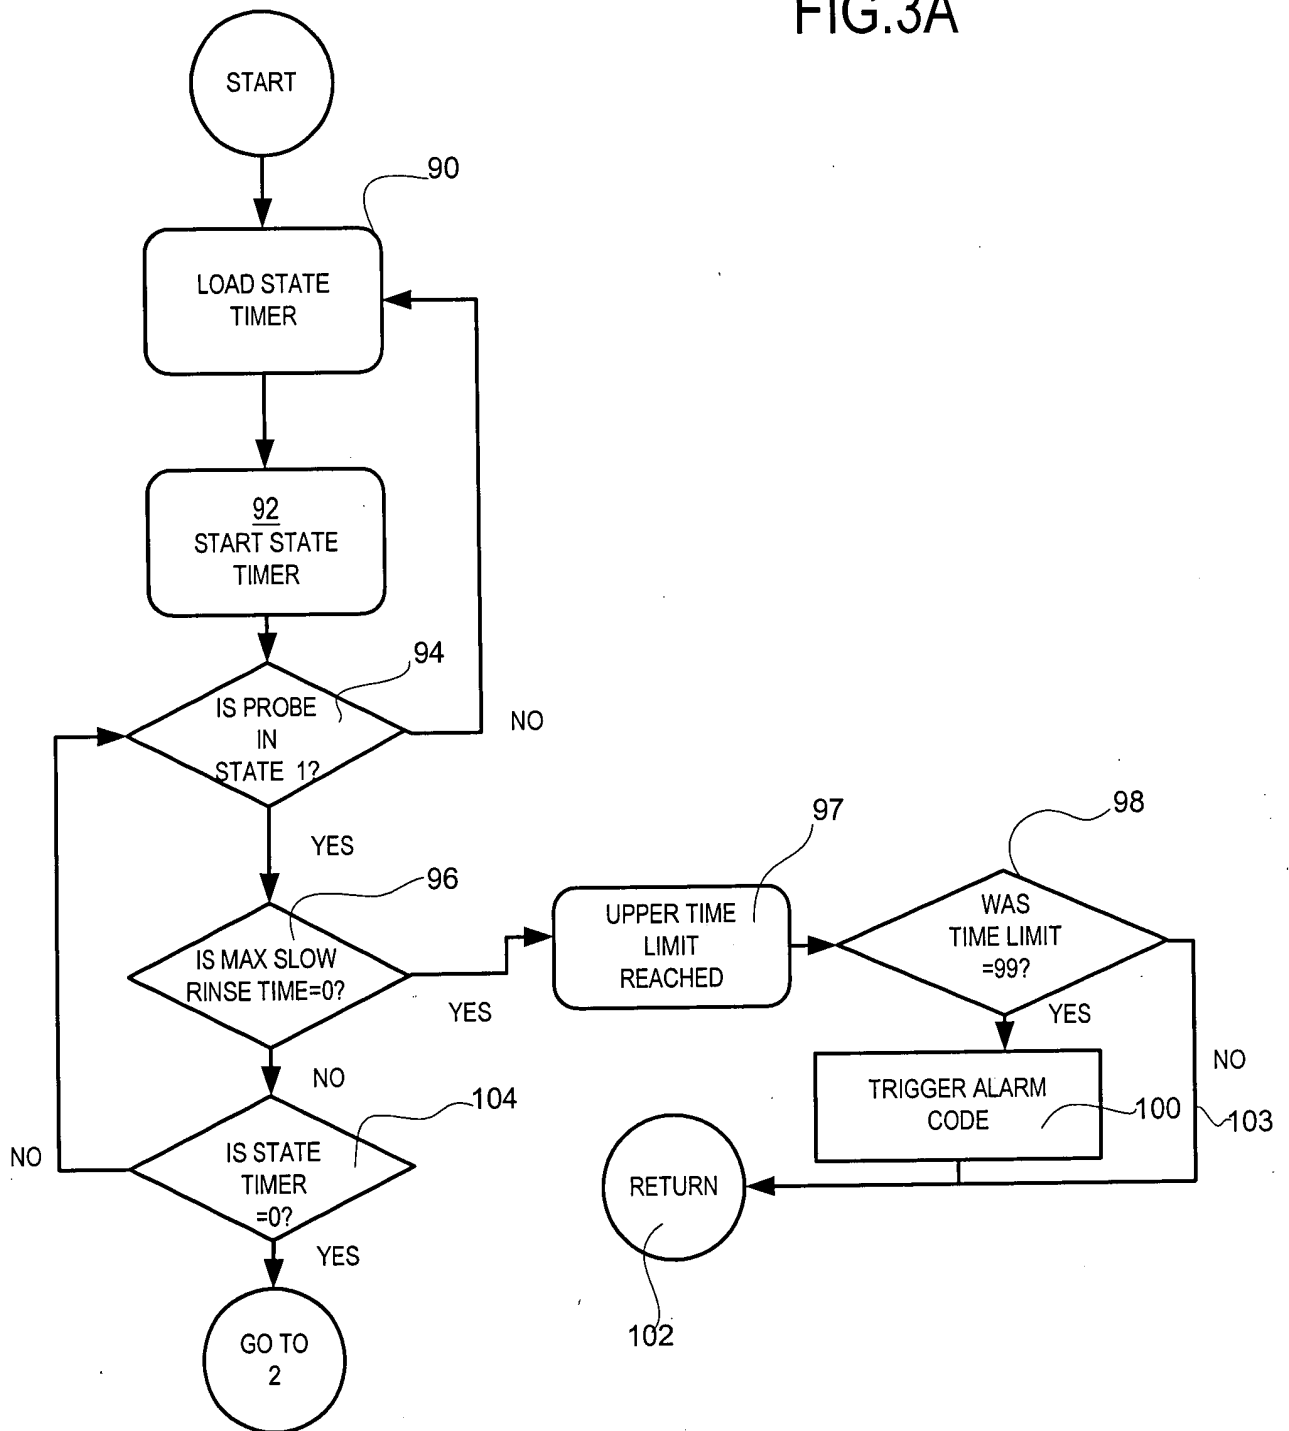 FIG.3A
START
90
LOAD STATE
TIMER
92
START STATE
TIMER
94
IS PROBE
IN
STATE 1?
NO
YES
96
IS MAX SLOW
RINSE TIME=0?
YES
NO
97
UPPER TIME
LIMIT
REACHED
98
WAS
TIME LIMIT
=99?
YES
NO
TRIGGER ALARM
CODE
100
103
RETURN
102
104
IS STATE
TIMER
=0?
NO
YES
GO TO
2